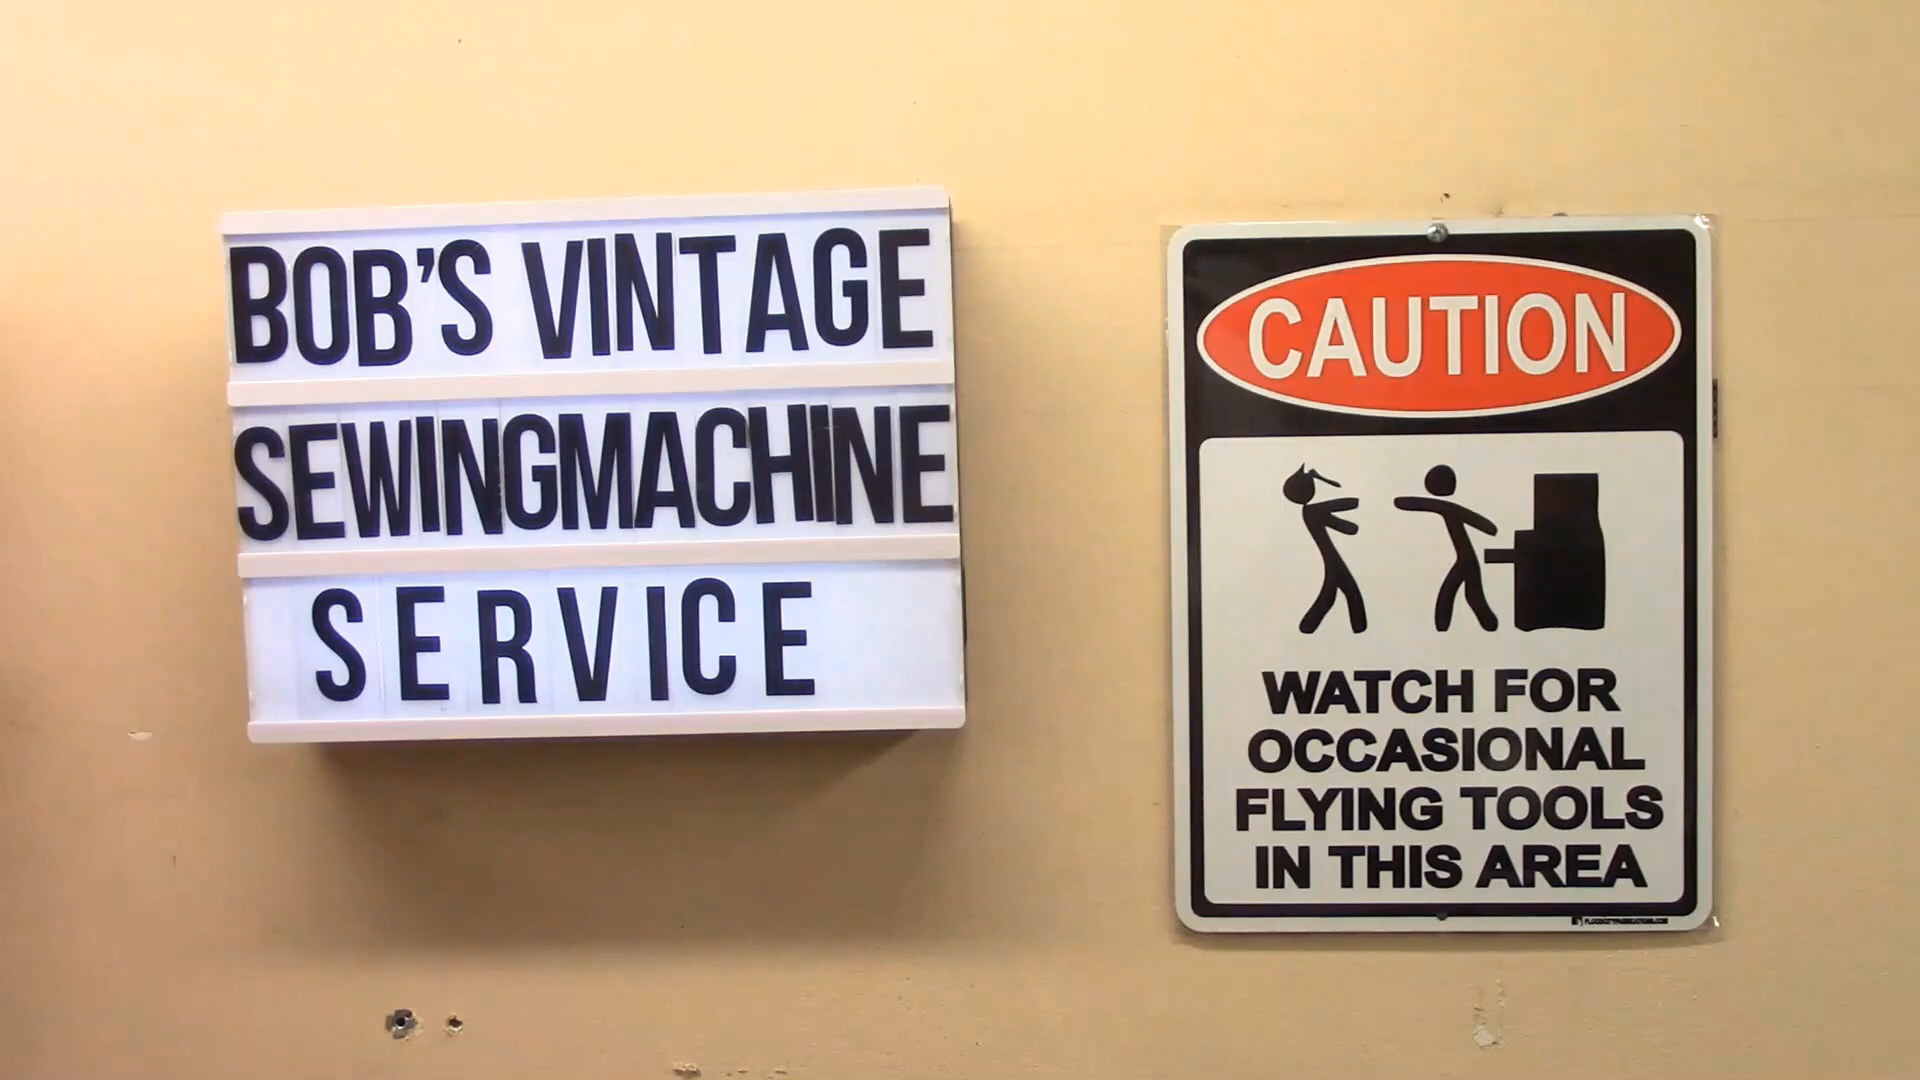 BOB'S VINTAGE
SEWINGMACHINE
SERVICE
CAUTION
WATCH FOR
OCCASIONAL
FLYING TOOLS
IN THIS AREA